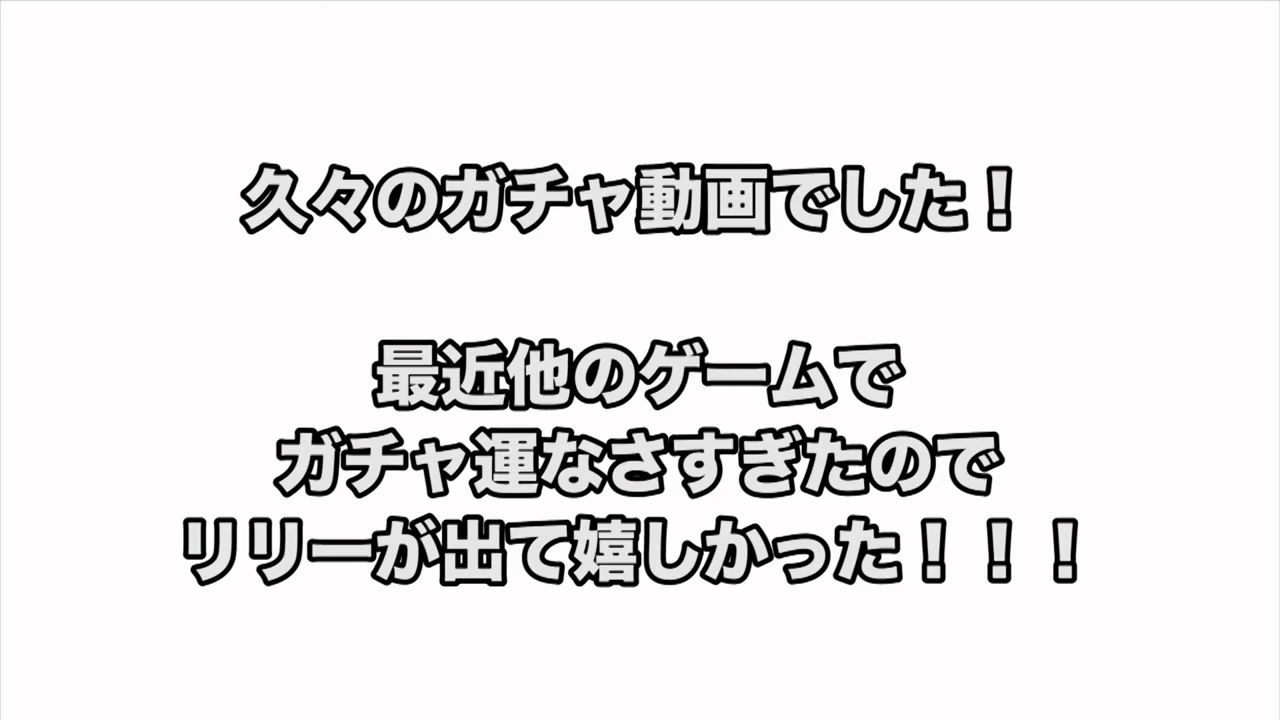 久々のガチャ動画でした！
最近他のゲームで
ガチャ運なさすぎたので
リリーが出て嬉しかった！！！